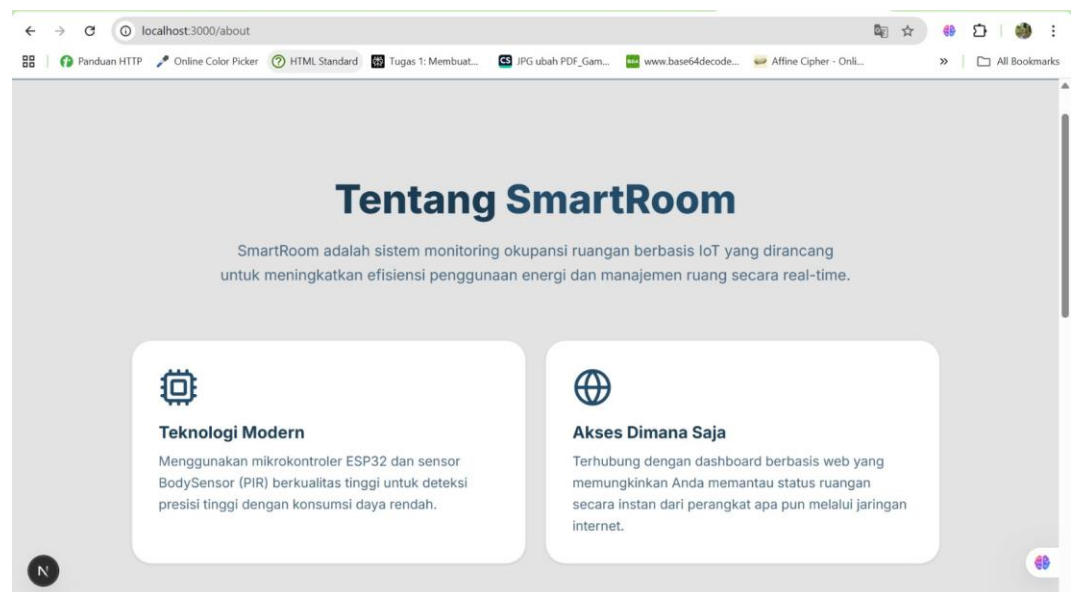 localhost:3000/about
Panduan HTTP
Online Color Picker
HTML Standard
Tugas 1: Membuat...
CS
JPG ubah PDF_Gam...
www.base64decode...
Affine Cipher - Onli...
»
All Bookmarks
Tentang SmartRoom
SmartRoom adalah sistem monitoring okupansi ruangan berbasis IoT yang dirancang
untuk meningkatkan efisiensi penggunaan energi dan manajemen ruang secara real-time.
Teknologi Modern
Menggunakan mikrokontroler ESP32 dan sensor
BodySensor (PIR) berkualitas tinggi untuk deteksi
presisi tinggi dengan konsumsi daya rendah.
Akses Dimana Saja
Terhubung dengan dashboard berbasis web yang
memungkinkan Anda memantau status ruangan
secara instan dari perangkat apa pun melalui jaringan
internet.
N